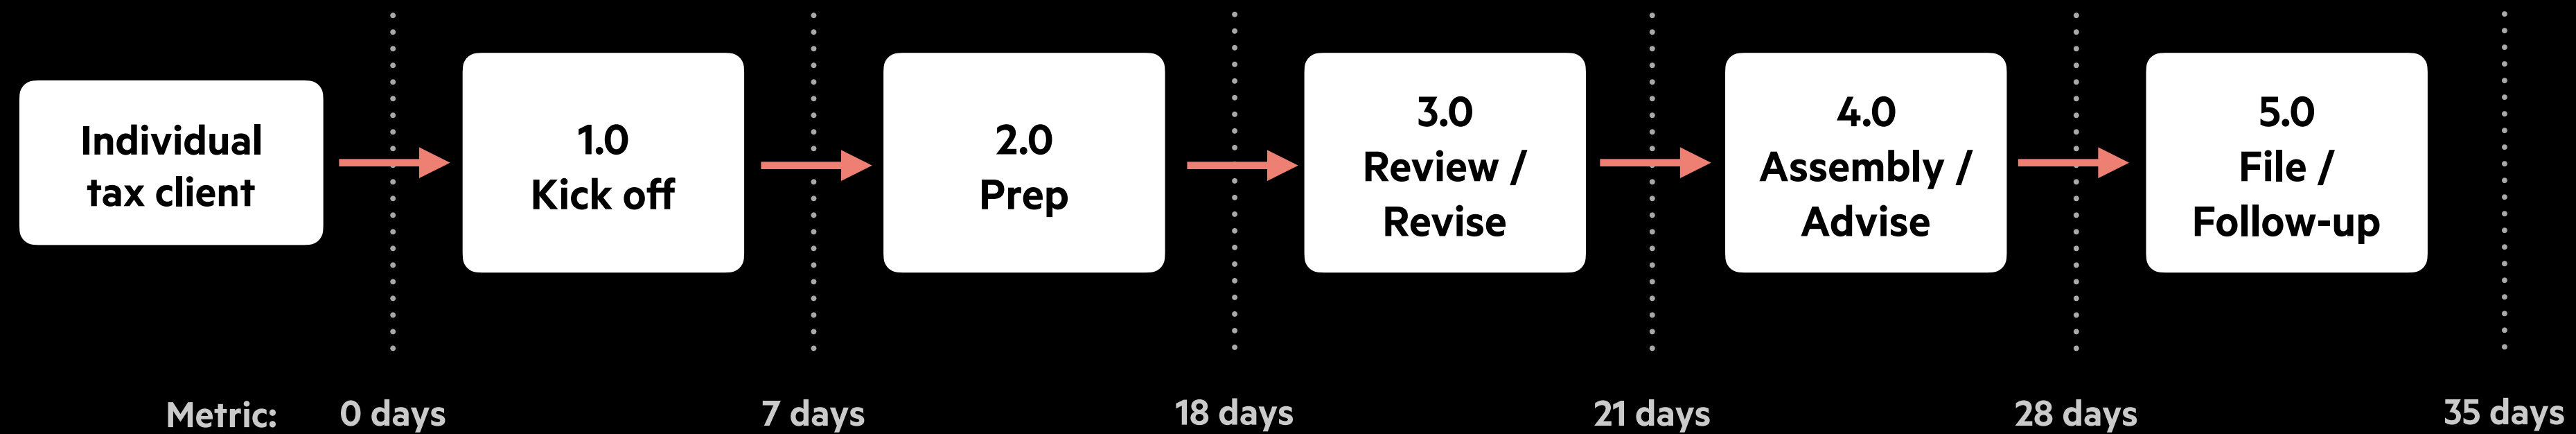 Individual
tax client
1.0
Kick off
2.0
Prep
3.0
Review /
Revise
4.0
Assembly /
Advise
5.0
File /
Follow-up
Metric: 0 days 7 days 18 days 21 days 28 days 35 days